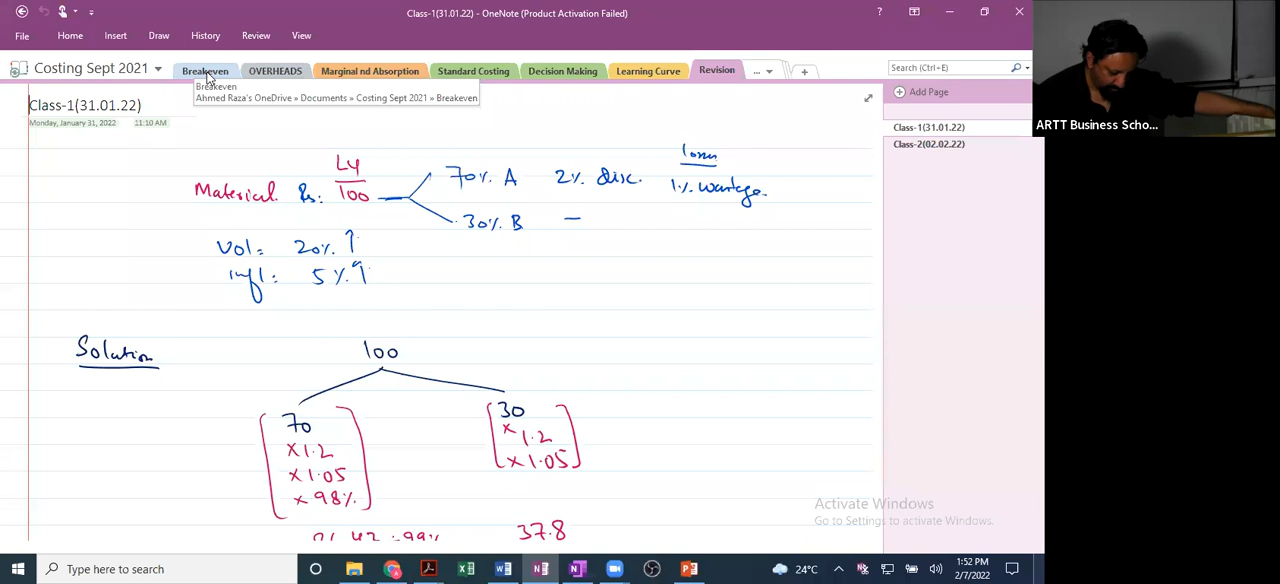 Class-1(31.01.22) - OneNote (Product Activation Failed)
?
File Home Insert Draw History Review View
Costing Sept 2021 Breakeven OVERHEADS Marginal nd Absorption Standard Costing Decision Making Learning Curve Revision ... + Search (Ctrl+E)
Breakeven
Ahmed Raza's OneDrive » Documents » Costing Sept 2021 » Breakeven
Add Page
Class-1(31.01.22)
Class-2(02.02.22)
Class-1(31.01.22)
Monday, January 31, 2022 11:10 AM
ARTT Business Scho...
LY loss
Material Rs: 100 70% A 2% disc. 1% wastage
30% B –
Vol= 20% ↑
Infl: 5% ↑
Solution 100
70 30
×1.2 ×1.2
×1.05 ×1.05
×98%
37.8
Activate Windows
Go to Settings to activate Windows.
Type here to search
24°C
1:52 PM
2/7/2022